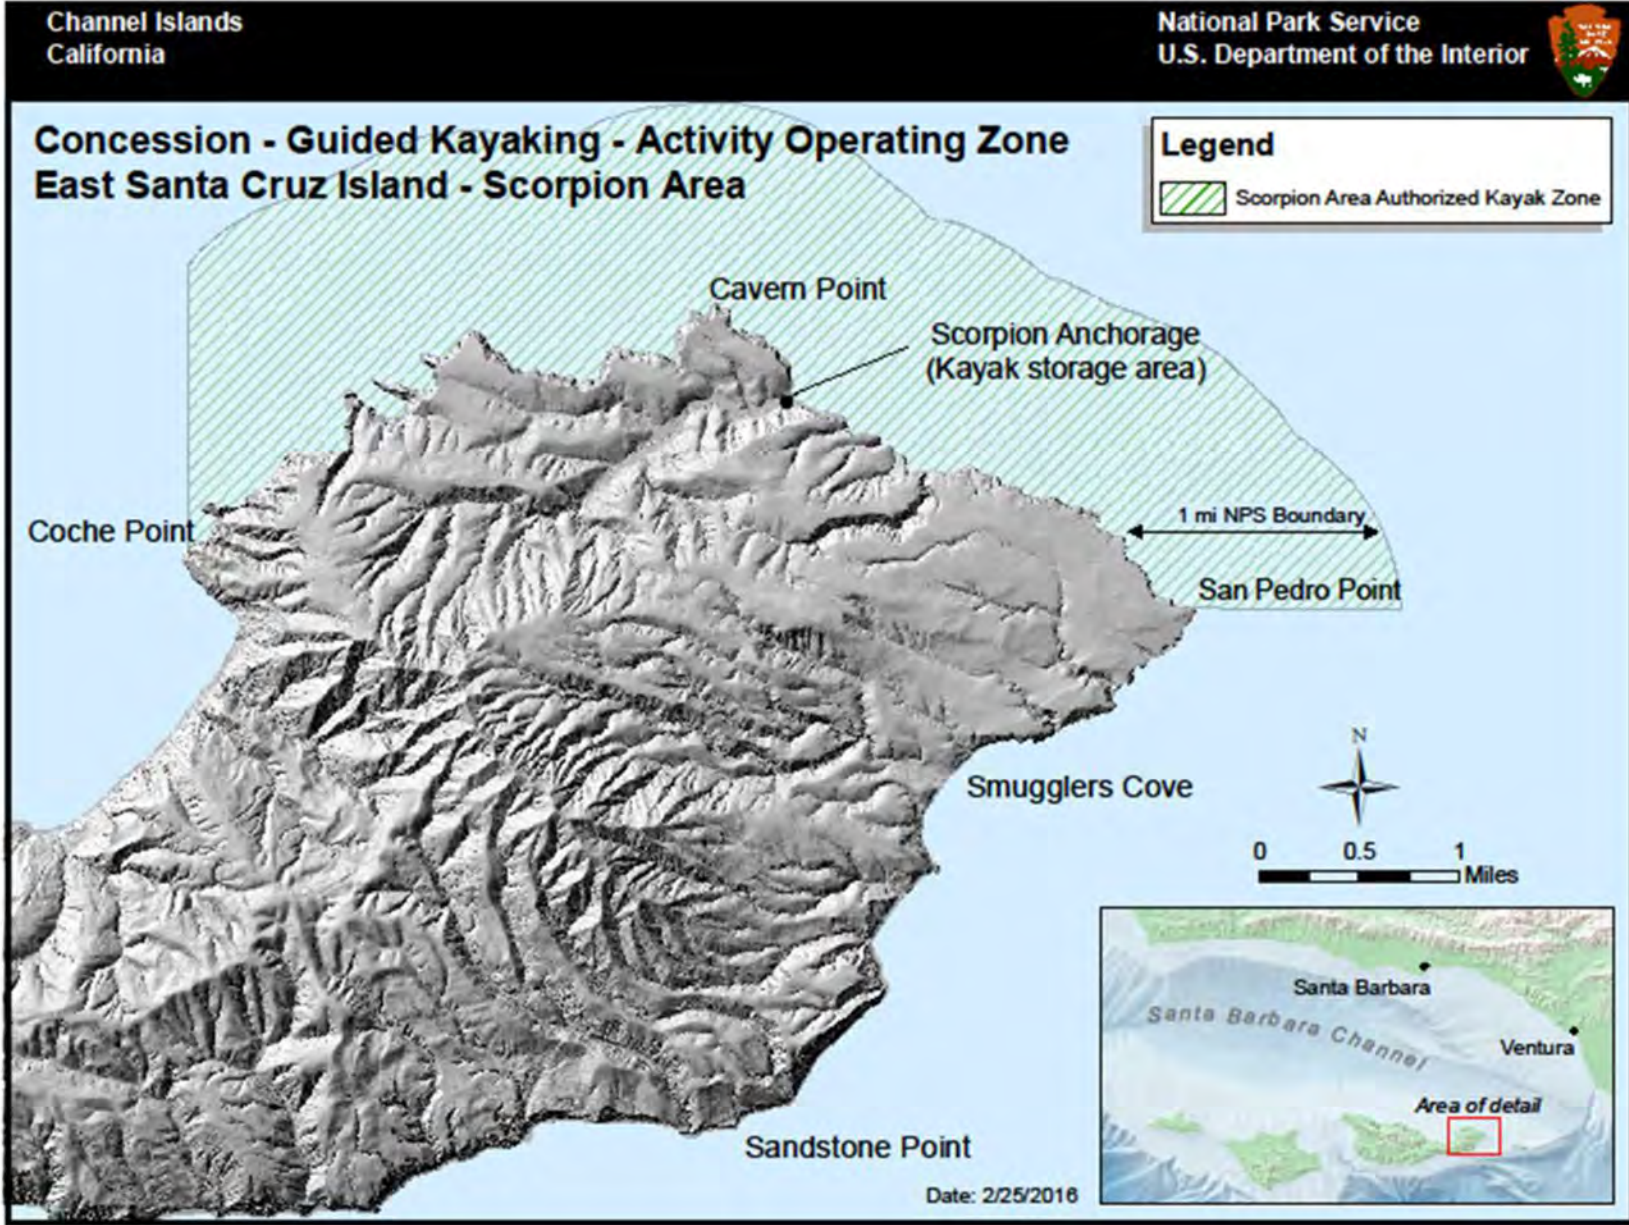 Channel Islands
California
National Park Service
U.S. Department of the Interior
Concession - Guided Kayaking - Activity Operating Zone
East Santa Cruz Island - Scorpion Area
Legend
Scorpion Area Authorized Kayak Zone
Cavern Point
Scorpion Anchorage
(Kayak storage area)
1 mi NPS Boundary
Coche Point
San Pedro Point
N
Smugglers Cove
0 0.5 1
Miles
Santa Barbara
Santa Barbara Channel
Ventura
Area of detail
Sandstone Point
Date: 2/25/2016